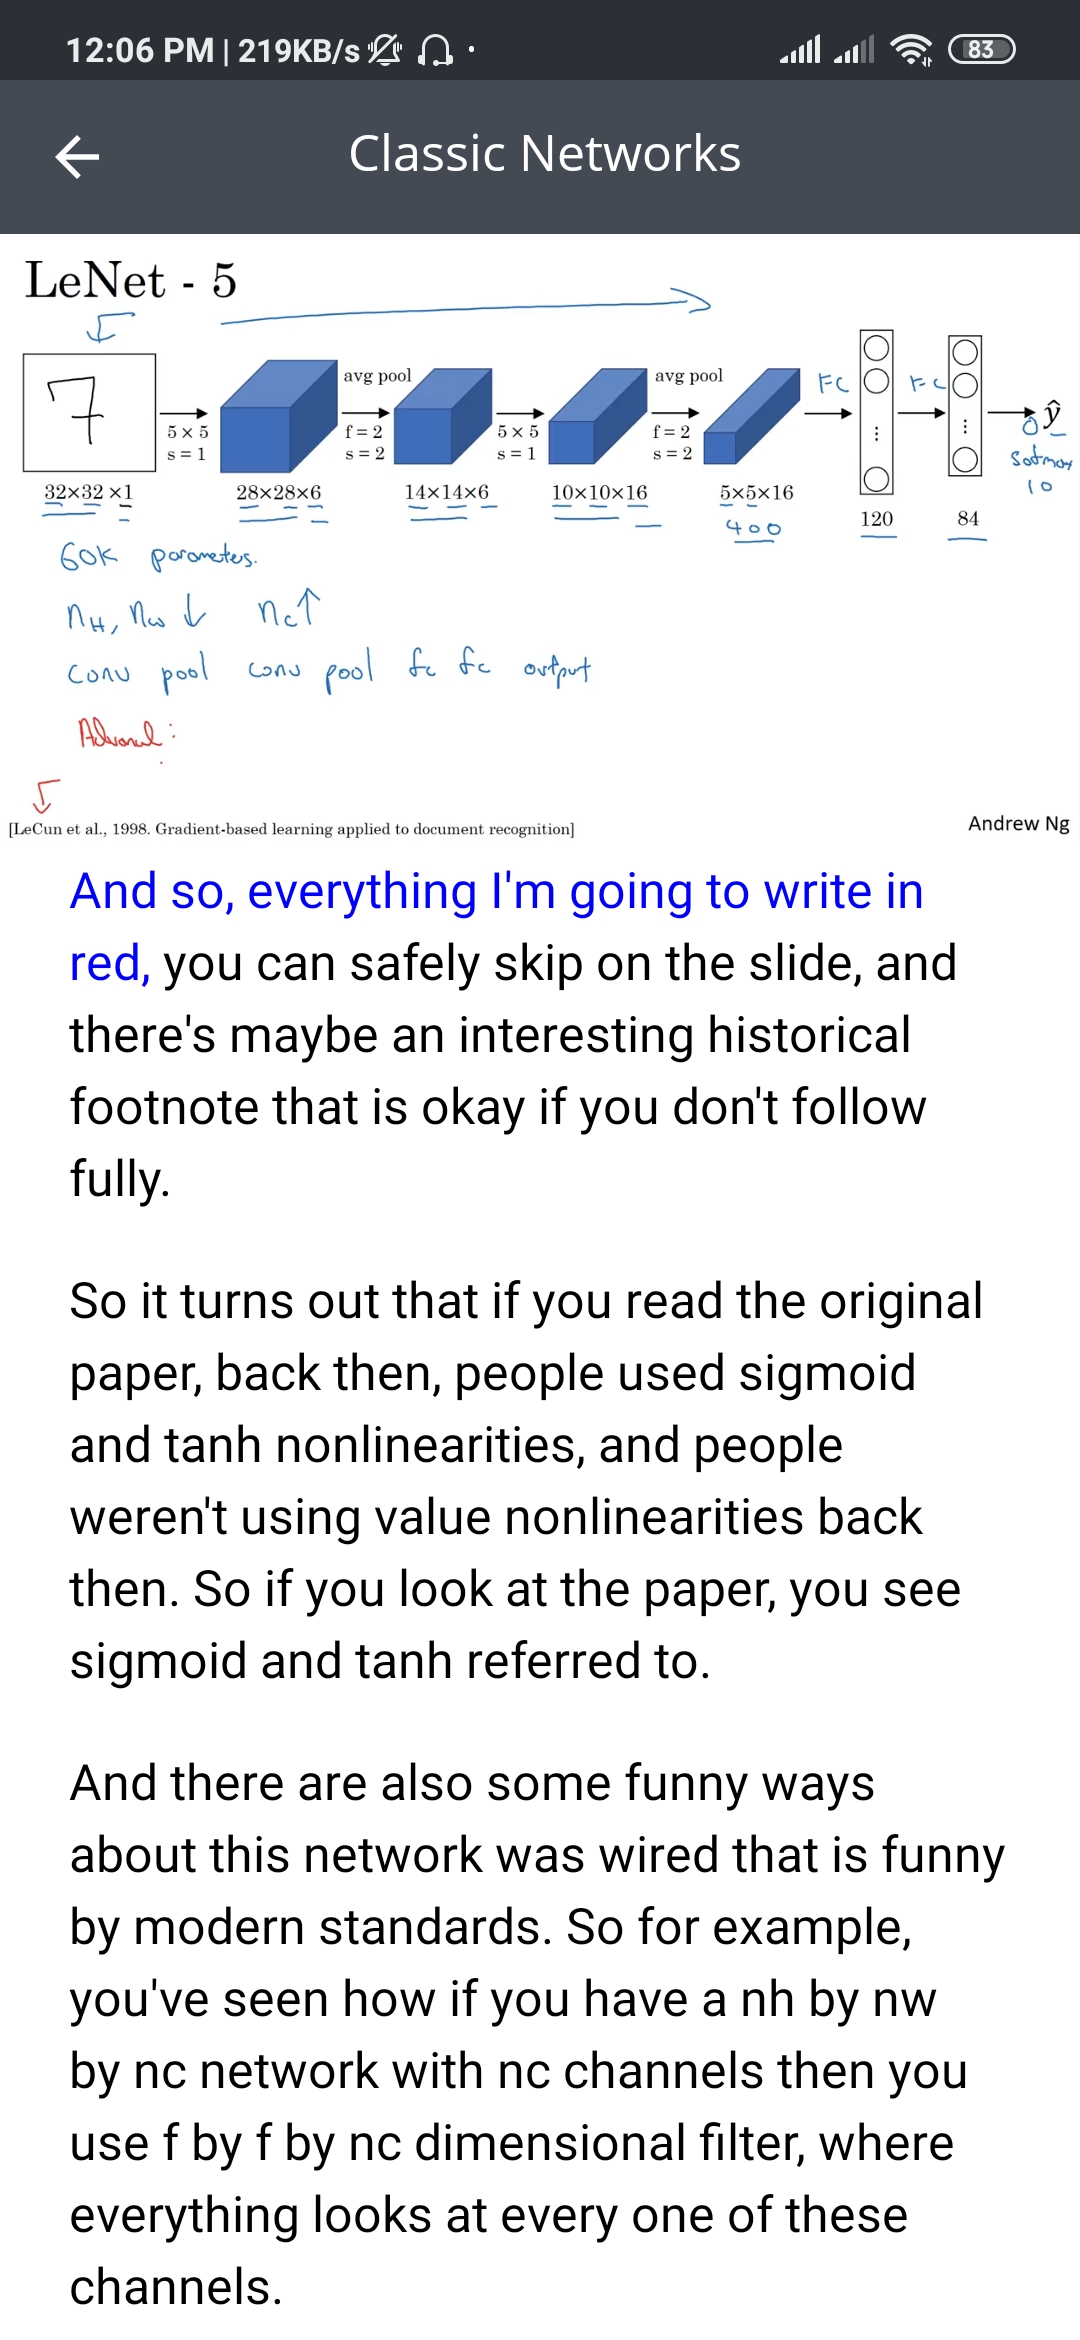 12:06 PM | 219KB/s
83
Classic Networks
LeNet - 5
7
5 × 5
s = 1
avg pool
f = 2
s = 2
5 × 5
s = 1
avg pool
f = 2
s = 2
FC
FC
ŷ
Softmax
10
32×32 ×1
28×28×6
14×14×6
10×10×16
5×5×16
400
120
84
60K parameters.
nH, nW ↓ nC ↑
conv pool conv pool fc fc output
[LeCun et al., 1998. Gradient-based learning applied to document recognition]
Andrew Ng
And so, everything I'm going to write in
red, you can safely skip on the slide, and
there's maybe an interesting historical
footnote that is okay if you don't follow
fully.
So it turns out that if you read the original
paper, back then, people used sigmoid
and tanh nonlinearities, and people
weren't using value nonlinearities back
then. So if you look at the paper, you see
sigmoid and tanh referred to.
And there are also some funny ways
about this network was wired that is funny
by modern standards. So for example,
you've seen how if you have a nh by nw
by nc network with nc channels then you
use f by f by nc dimensional filter, where
everything looks at every one of these
channels.